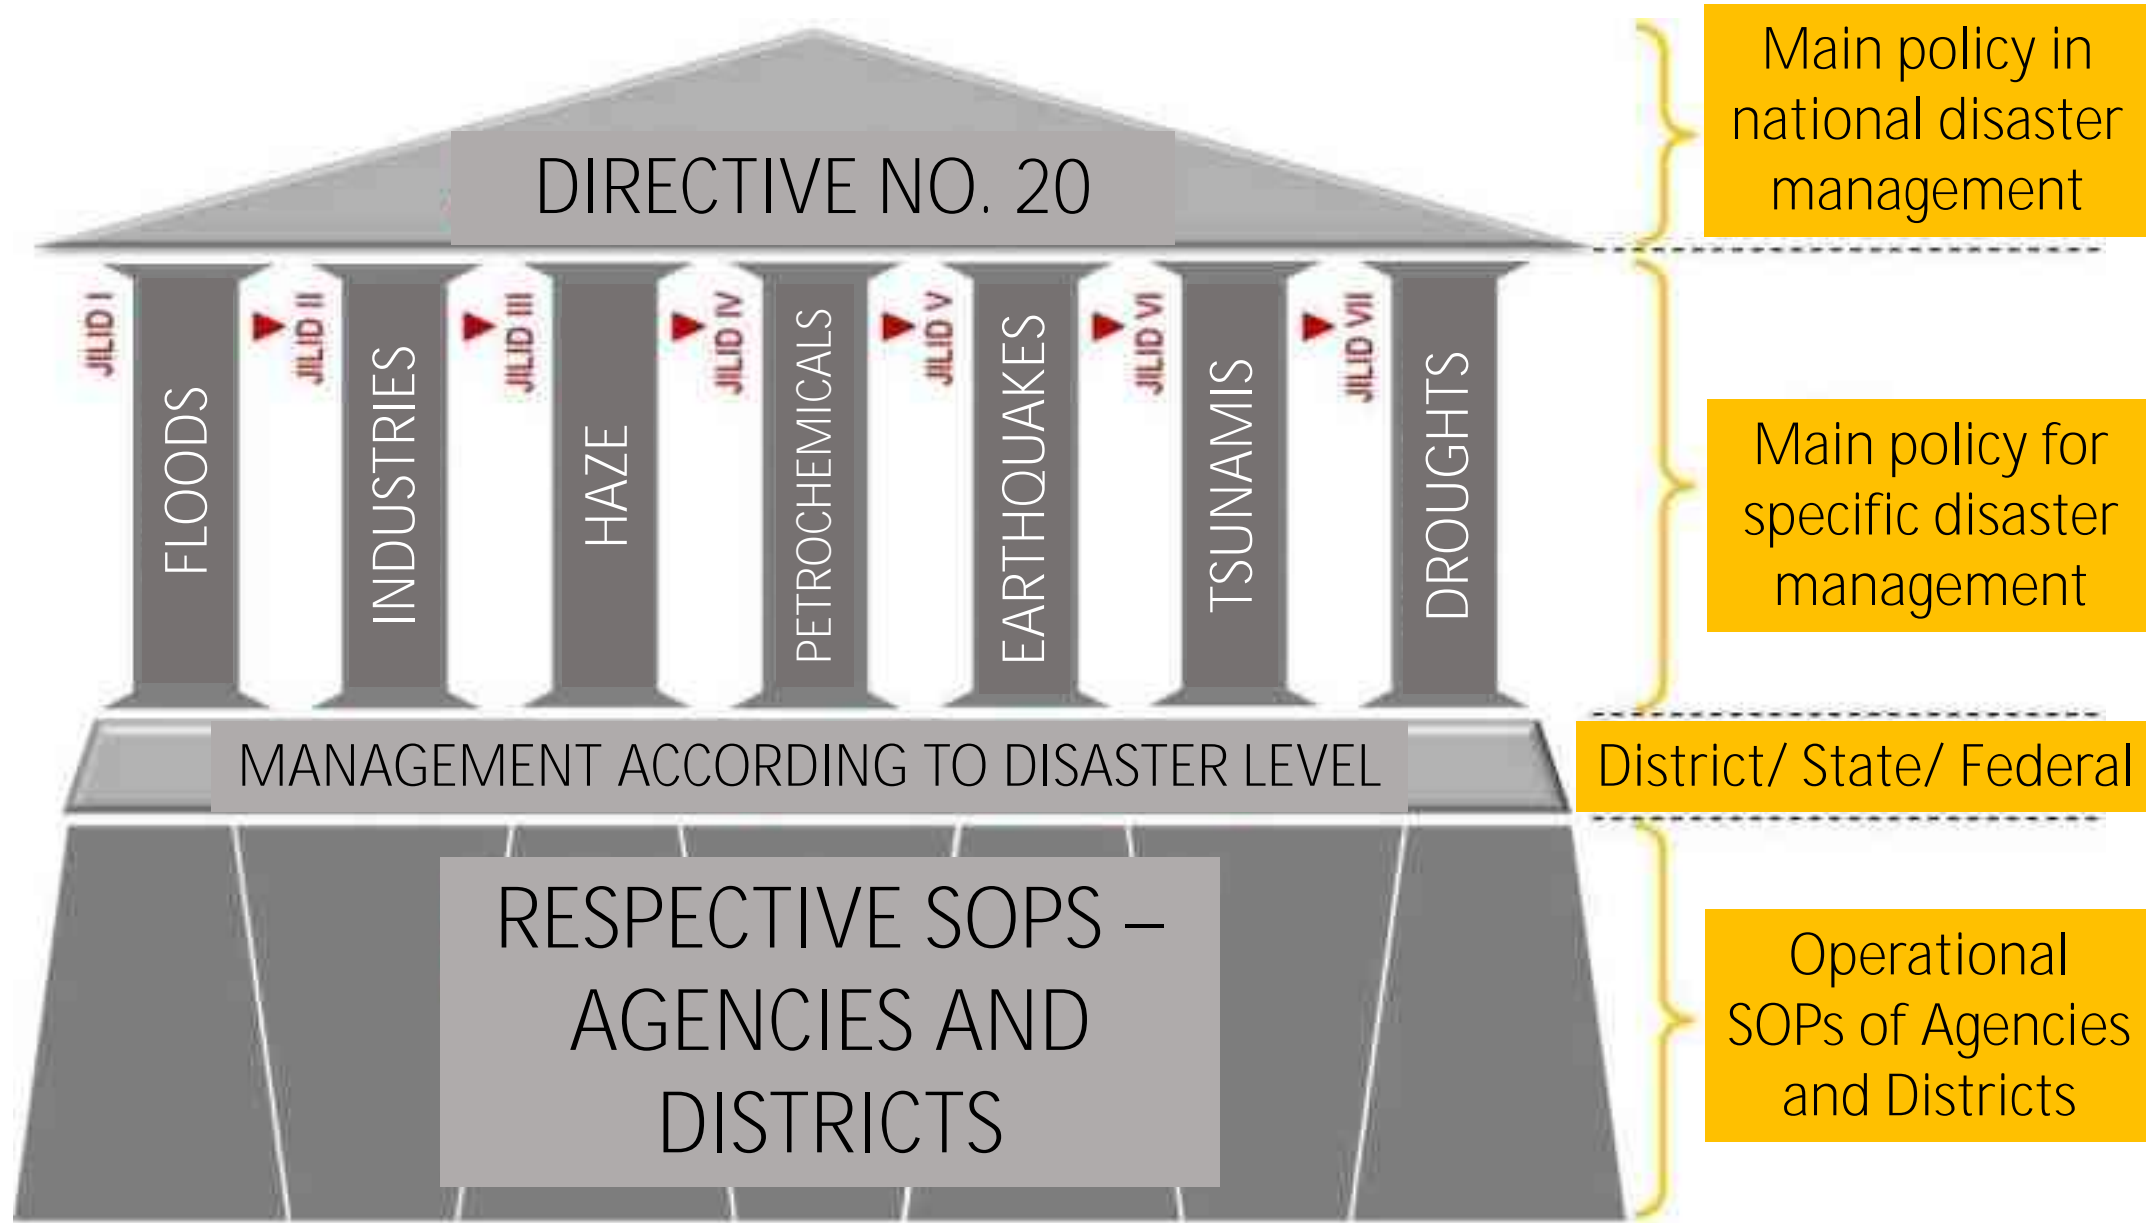 Main policy in
national disaster
management
DIRECTIVE NO. 20
JILID I
FLOODS
JILID II
INDUSTRIES
JILID III
HAZE
JILID IV
PETROCHEMICALS
JILID V
EARTHQUAKES
JILID VI
TSUNAMIS
JILID VII
DROUGHTS
Main policy for
specific disaster
management
MANAGEMENT ACCORDING TO DISASTER LEVEL
District/ State/ Federal
RESPECTIVE SOPS –
AGENCIES AND
DISTRICTS
Operational
SOPs of Agencies
and Districts